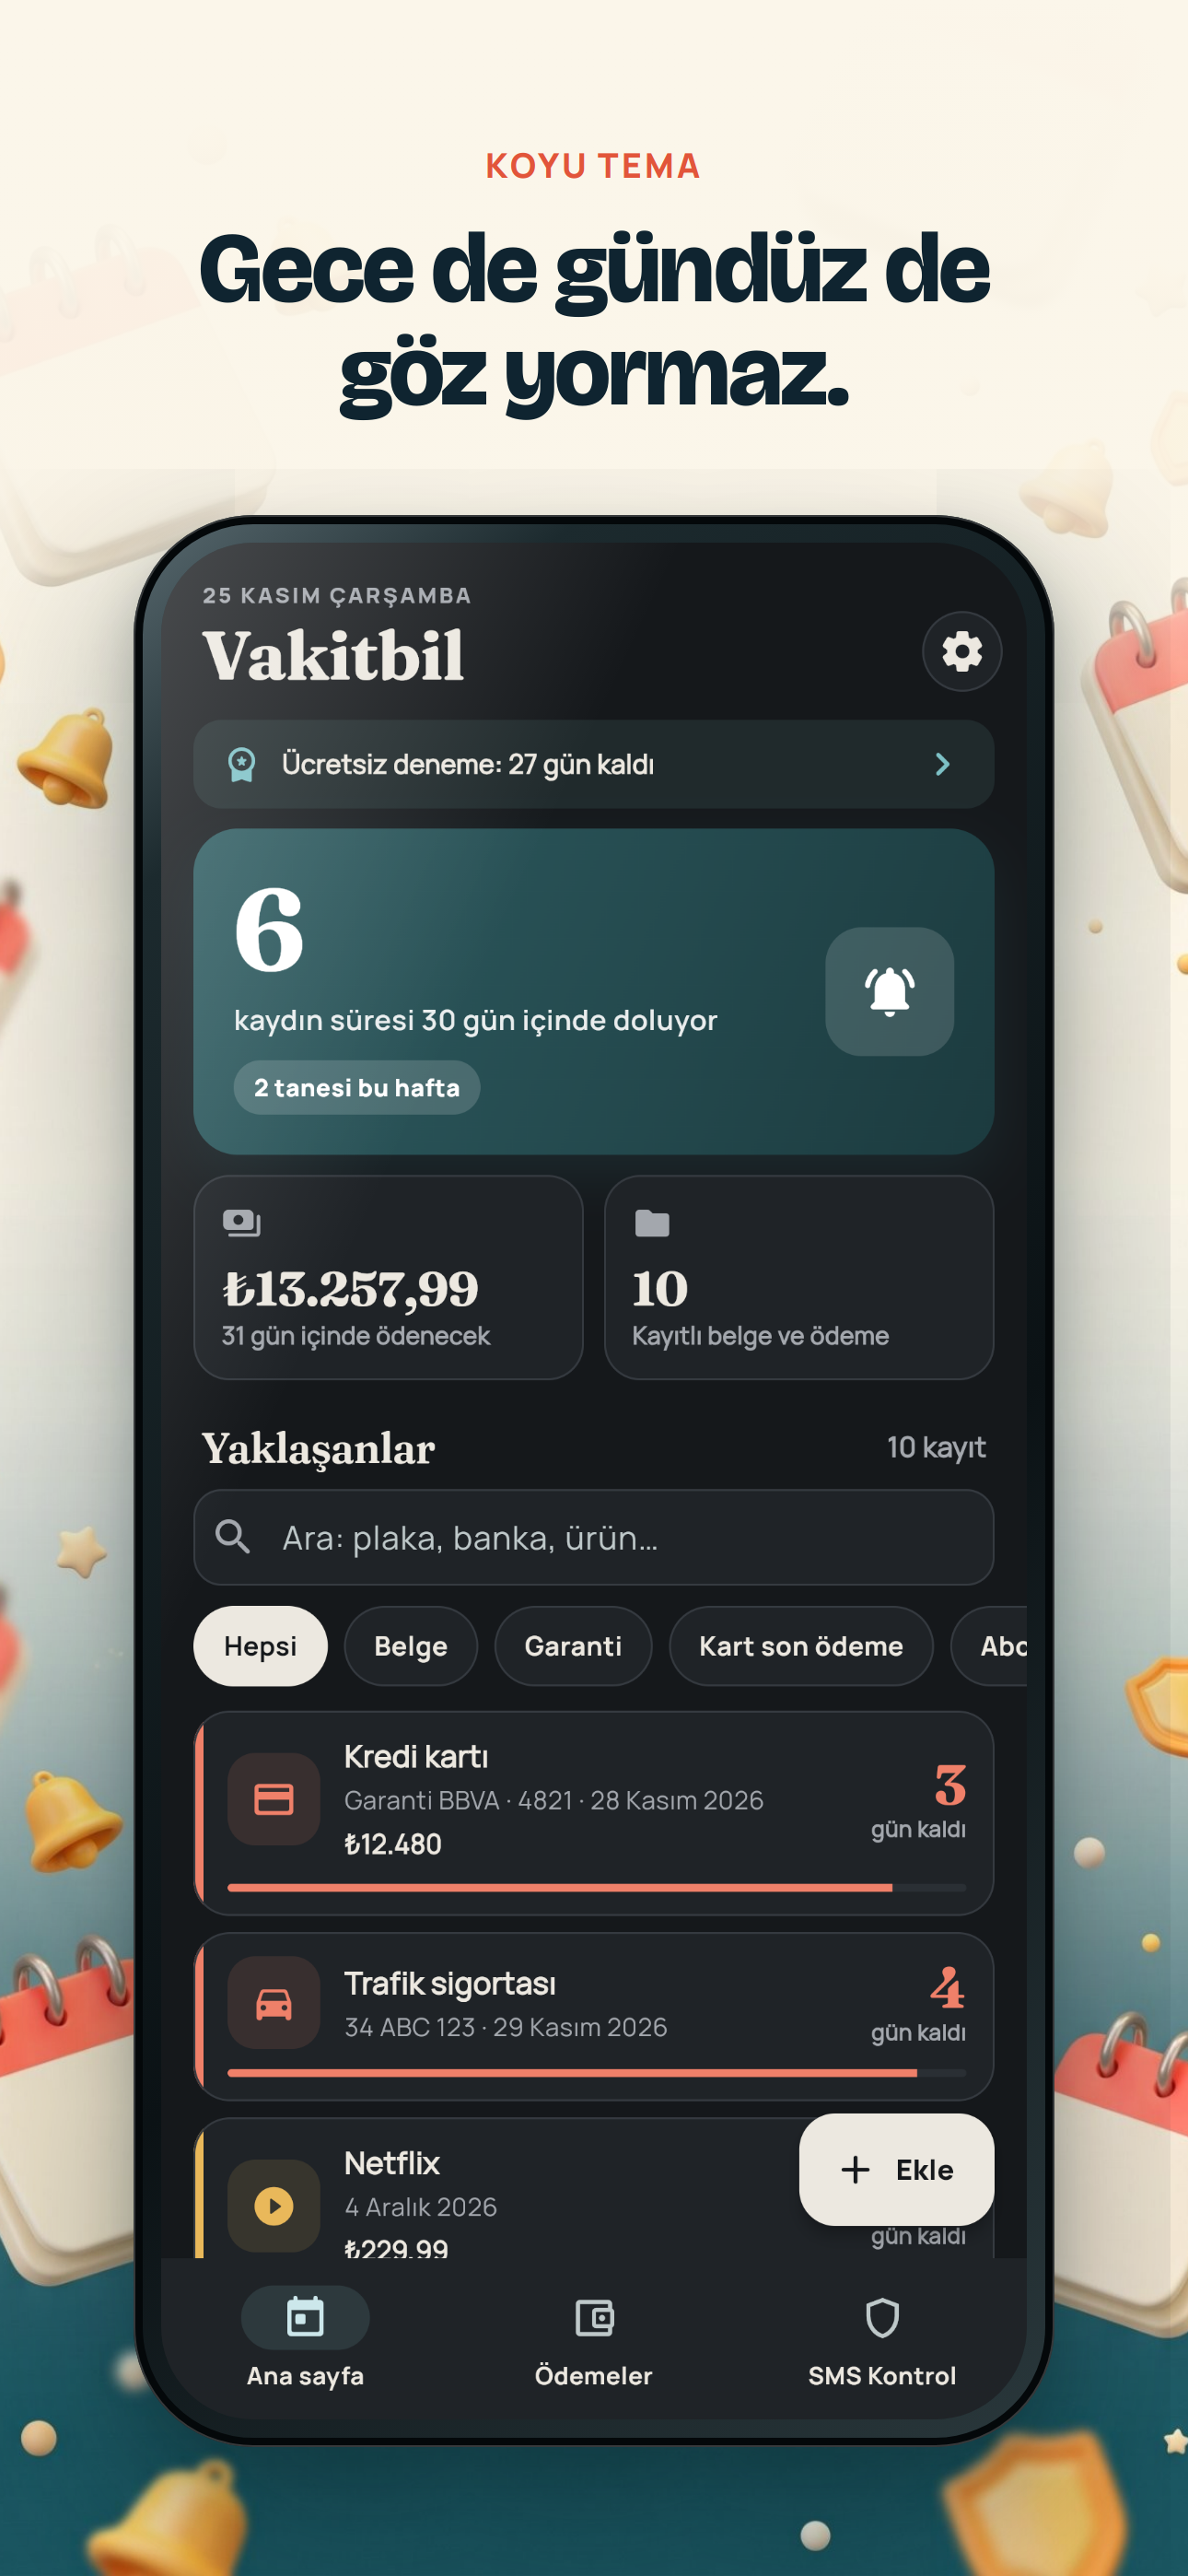 KOYU TEMA
Gece de gündüz de
göz yormaz.
25 KASIM ÇARŞAMBA
Vakitbil
Ücretsiz deneme: 27 gün kaldı
6
kaydın süresi 30 gün içinde doluyor
2 tanesi bu hafta
₺13.257,99
31 gün içinde ödenecek
10
Kayıtlı belge ve ödeme
Yaklaşanlar
10 kayıt
Ara: plaka, banka, ürün...
Hepsi
Belge
Garanti
Kart son ödeme
Kredi kartı
Garanti BBVA · 4821 · 28 Kasım 2026
₺12.480
3
gün kaldı
Trafik sigortası
34 ABC 123 · 29 Kasım 2026
4
gün kaldı
Netflix
4 Aralık 2026
₺229,99
Ekle
gün kaldı
Ana sayfa
Ödemeler
SMS Kontrol